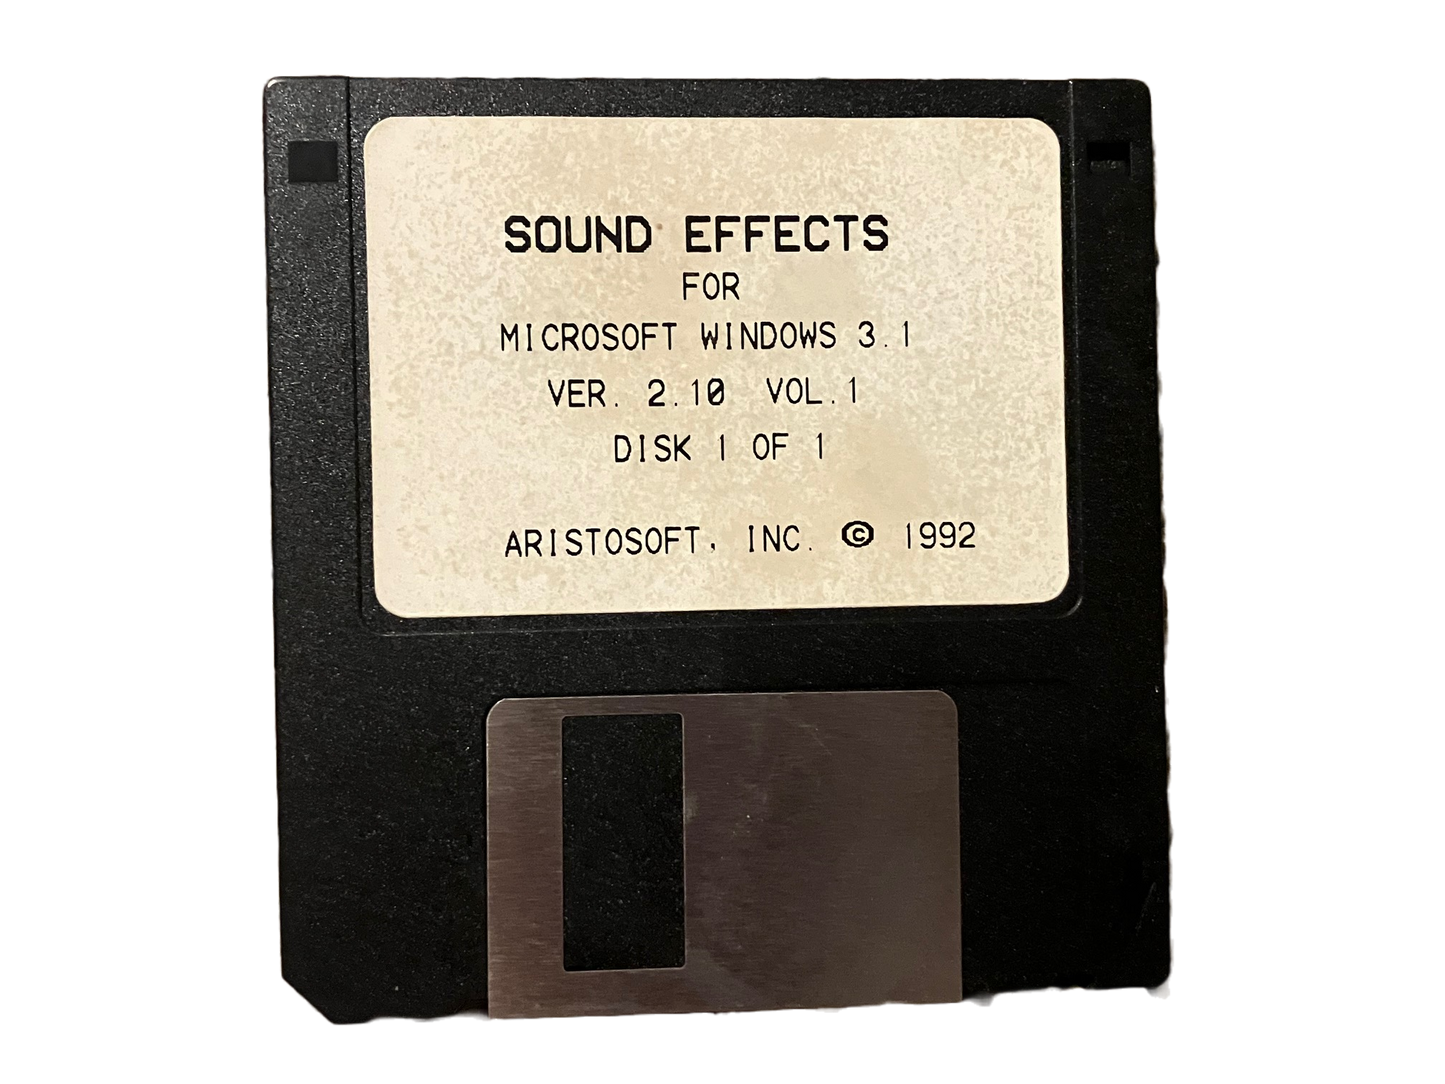 SOUND EFFECTS
FOR
MICROSOFT WINDOWS 3.1
VER. 2.10 VOL.1
DISK 1 OF 1
ARISTOSOFT, INC. © 1992